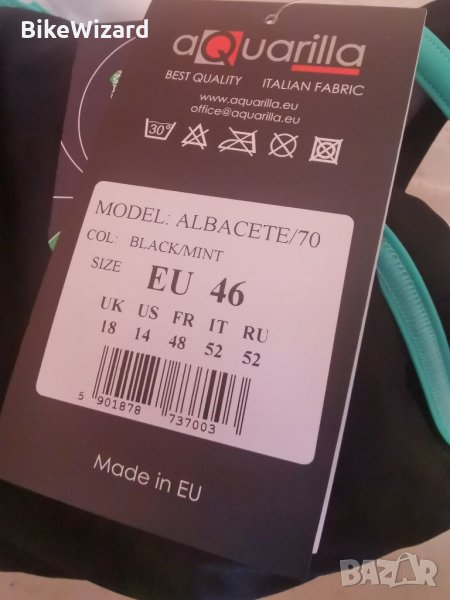 BikeWizard
aQuarilla
BEST QUALITY ITALIAN FABRIC
www.aquarilla.eu
office@aquarilla.eu
30°
MODEL: ALBACETE/70
COL: BLACK/MINT
SIZE EU 46
UK US FR IT RU
18 14 48 52 52
5 901878 737003
Made in EU
BAZAR